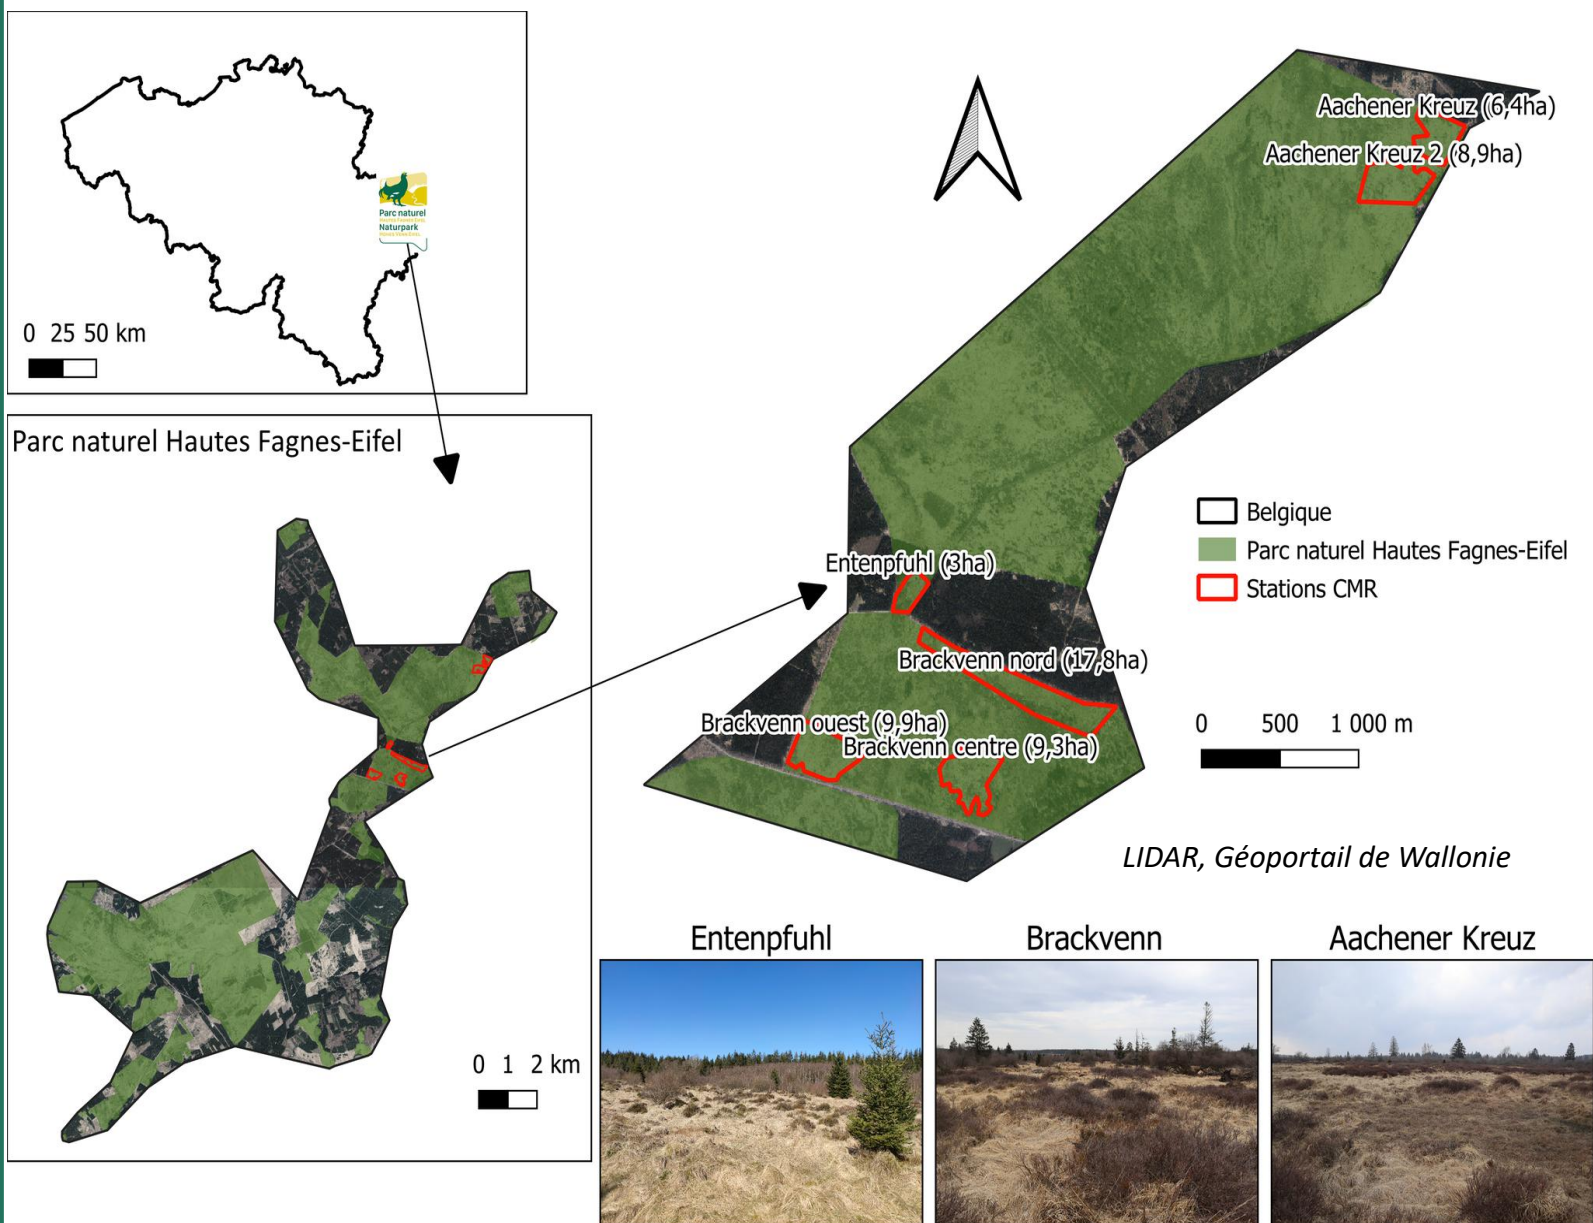 Parc naturel
Naturpark
0 25 50 km
Parc naturel Hautes Fagnes-Eifel
0 1 2 km
Aachener Kreuz (6,4ha)
Aachener Kreuz 2 (8,9ha)
Entenpfuhl (3ha)
Brackvenn nord (17,8ha)
Brackvenn ouest (9,9ha)
Brackvenn centre (9,3ha)
Belgique
Parc naturel Hautes Fagnes-Eifel
Stations CMR
0 500 1 000 m
LIDAR, Géoportail de Wallonie
Entenpfuhl
Brackvenn
Aachener Kreuz